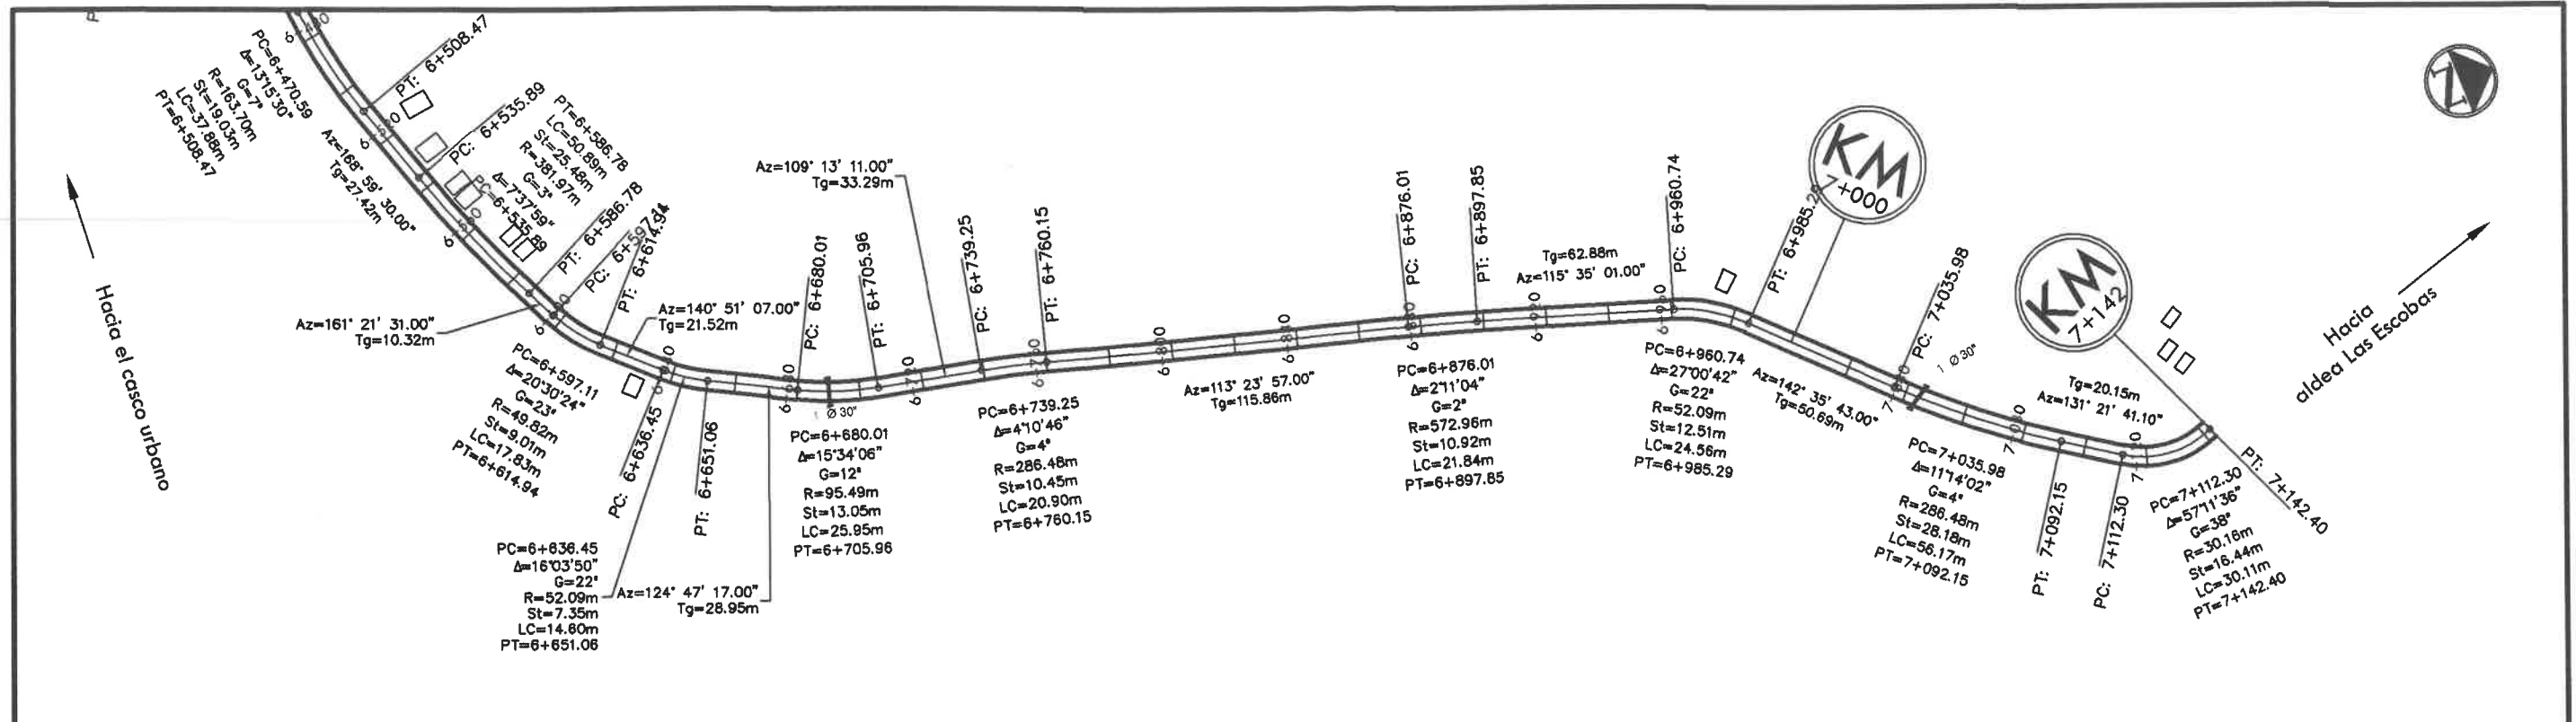 PC=6+470.59
Δ=13°15'30"
G=7°
R=163.70m
St=19.03m
LC=37.88m
PT=6+508.47
PT: 6+508.47
Az=168° 59' 30.00"
Tg=27.42m
PC: 6+535.89
PT=6+586.78
LC=50.89m
St=25.48m
R=381.97m
G=3°
Δ=7°37'59"
PC=6+535.89
PT: 6+586.78
PT: 6+614.94
Hacia el casco urbano
Az=161° 21' 31.00"
Tg=10.32m
PC=6+597.11
Δ=20°30'24"
G=23°
R=49.82m
St=9.01m
LC=17.83m
PT=6+614.94
Az=140° 51' 07.00"
Tg=21.52m
PC: 6+636.45
PT: 6+651.06
PC=6+636.45
Δ=16°03'50"
G=22°
R=52.09m
St=7.35m
LC=14.60m
PT=6+651.06
Az=124° 47' 17.00"
Tg=28.95m
PC: 6+680.01
PT: 6+705.96
1 Ø 30"
PC=6+680.01
Δ=15°34'06"
G=12°
R=95.49m
St=13.05m
LC=25.95m
PT=6+705.96
Az=109° 13' 11.00"
Tg=33.29m
PC: 6+739.25
PT: 6+760.15
PC=6+739.25
Δ=4°10'46"
G=4°
R=286.48m
St=10.45m
LC=20.90m
PT=6+760.15
6+800
Az=113° 23' 57.00"
Tg=115.86m
PC: 6+876.01
PT: 6+897.85
PC=6+876.01
Δ=2°11'04"
G=2°
R=572.96m
St=10.92m
LC=21.84m
PT=6+897.85
Tg=62.88m
Az=115° 35' 01.00"
PC: 6+960.74
PC=6+960.74
Δ=27°00'42"
G=22°
R=52.09m
St=12.51m
LC=24.56m
PT=6+985.29
KM
7+000
Az=142° 35' 43.00"
Tg=50.69m
PC: 7+035.98
1 Ø 30"
PC=7+035.98
Δ=11°14'02"
G=4°
R=286.48m
St=28.18m
LC=56.17m
PT=7+092.15
KM
7+142
Tg=20.15m
Az=131° 21' 41.10"
PT: 7+092.15
PC: 7+112.30
PC=7+112.30
Δ=57°11'36"
G=38°
R=30.16m
St=16.44m
LC=30.11m
PT=7+142.40
PT: 7+142.40
Hacia
aldea Las Escobas
N